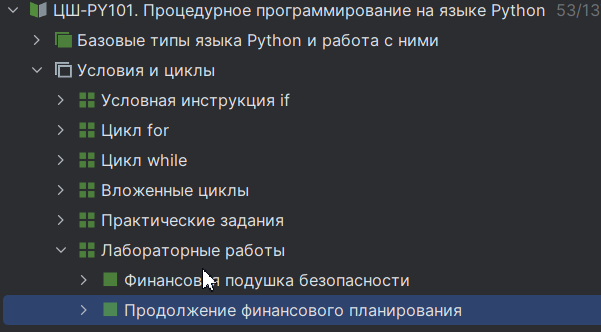 ЦШ-PY101. Процедурное программирование на языке Python 53/13
Базовые типы языка Python и работа с ними
Условия и циклы
Условная инструкция if
Цикл for
Цикл while
Вложенные циклы
Практические задания
Лабораторные работы
Финансовая подушка безопасности
Продолжение финансового планирования